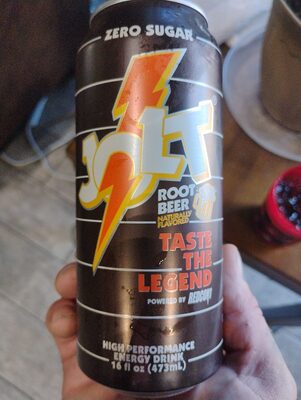 ZERO SUGAR
JOLT
ROOT
BEER
NATURALLY
FLAVORED
TASTE
THE
LEGEND
POWERED BY REDCON1
HIGH PERFORMANCE
ENERGY DRINK
16 fl oz (473mL)